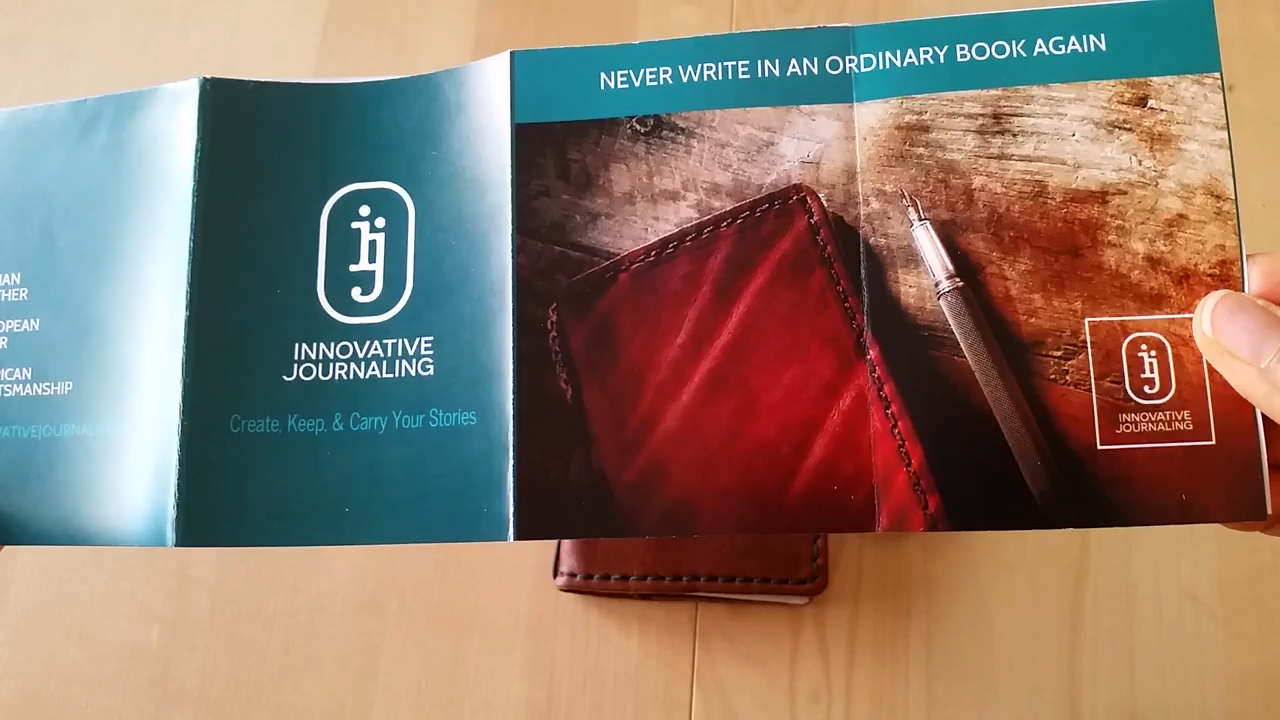 NEVER WRITE IN AN ORDINARY BOOK AGAIN
ij
INNOVATIVE
JOURNALING
Create, Keep, & Carry Your Stories
ij
INNOVATIVE
JOURNALING